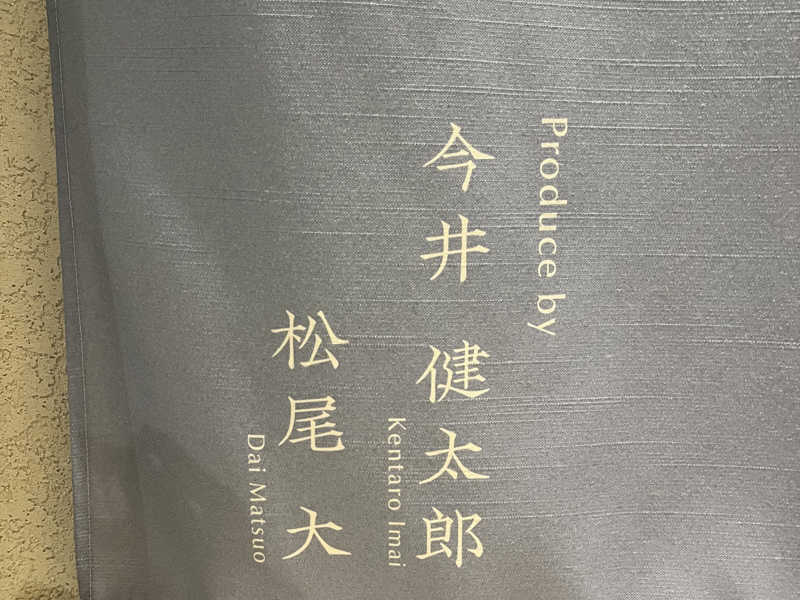 Produce by
今井 健太郎
Kentaro Imai
松尾 大
Dai Matsuo